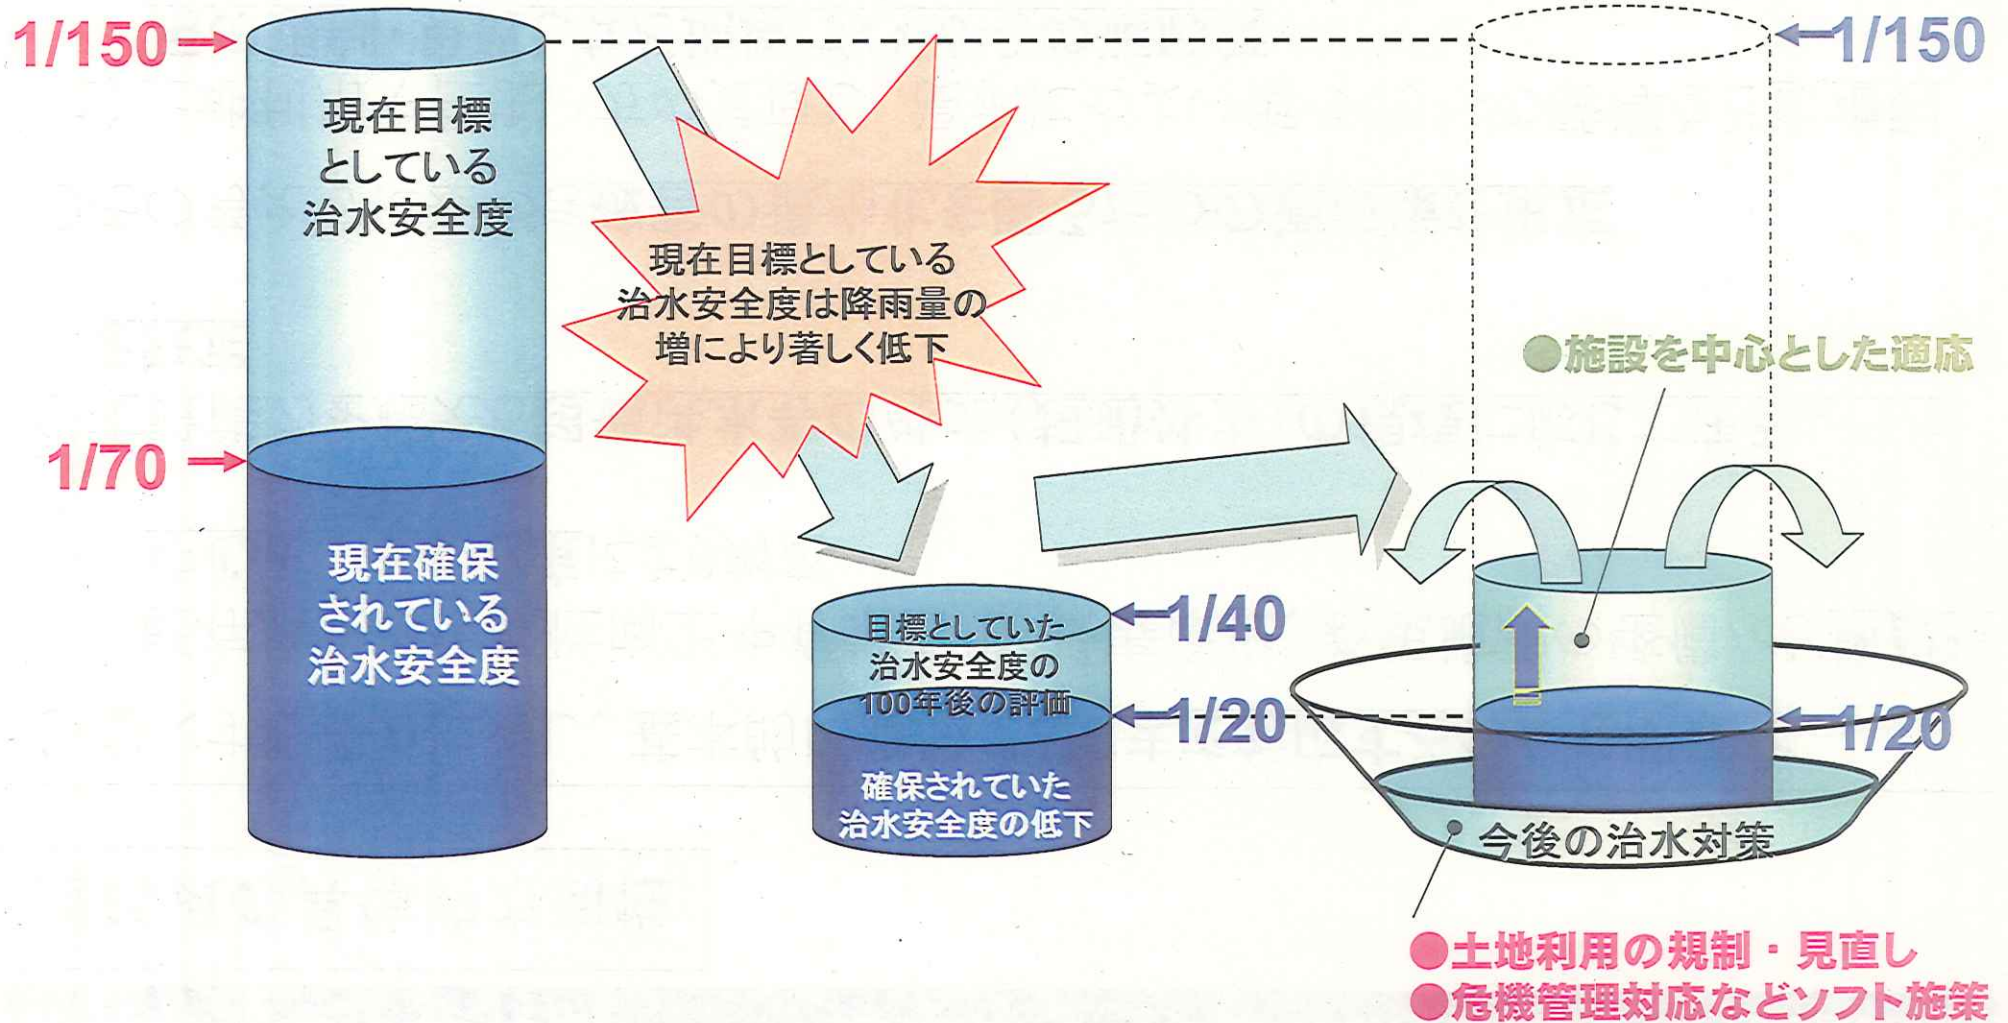 1/150
現在目標
としている
治水安全度
1/70
現在確保
されている
治水安全度
現在目標としている
治水安全度は降雨量の
増により著しく低下
目標としていた
治水安全度の
100年後の評価
1/40
1/20
確保されていた
治水安全度の低下
1/150
●施設を中心とした適応
1/20
今後の治水対策
●土地利用の規制・見直し
●危機管理対応などソフト施策